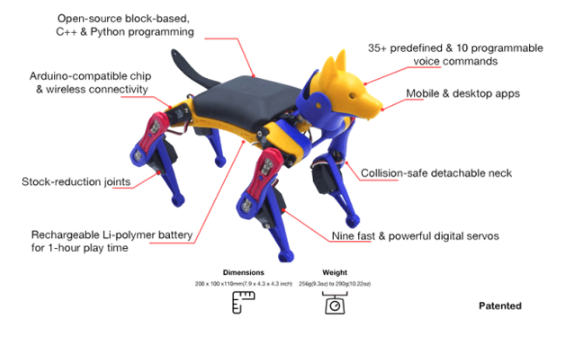 Open-source block-based,
C++ & Python programming
35+ predefined & 10 programmable
voice commands
Arduino-compatible chip
& wireless connectivity
Mobile & desktop apps
Stock-reduction joints
Collision-safe detachable neck
Rechargeable Li-polymer battery
for 1-hour play time
Nine fast & powerful digital servos
Dimensions
200 x 100 x110mm(7.9 x 4.3 x 4.3 inch)
Weight
256g(9.3oz) to 290g(10.22oz)
Patented